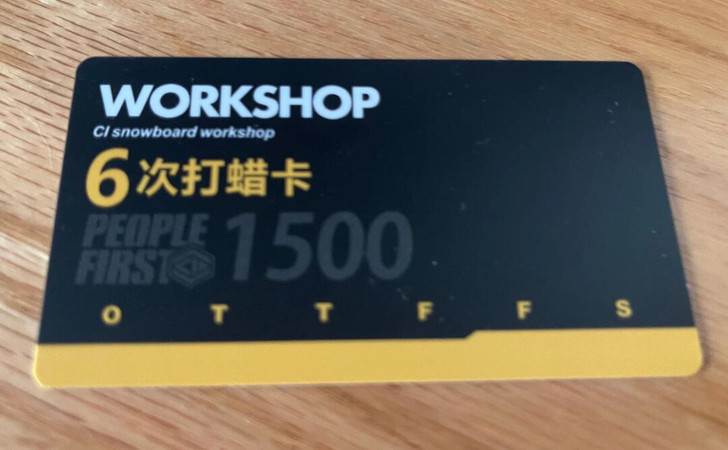 WORKSHOP
CI snowboard workshop
6次打蜡卡
PEOPLE
FIRST
1500
O T T F F S